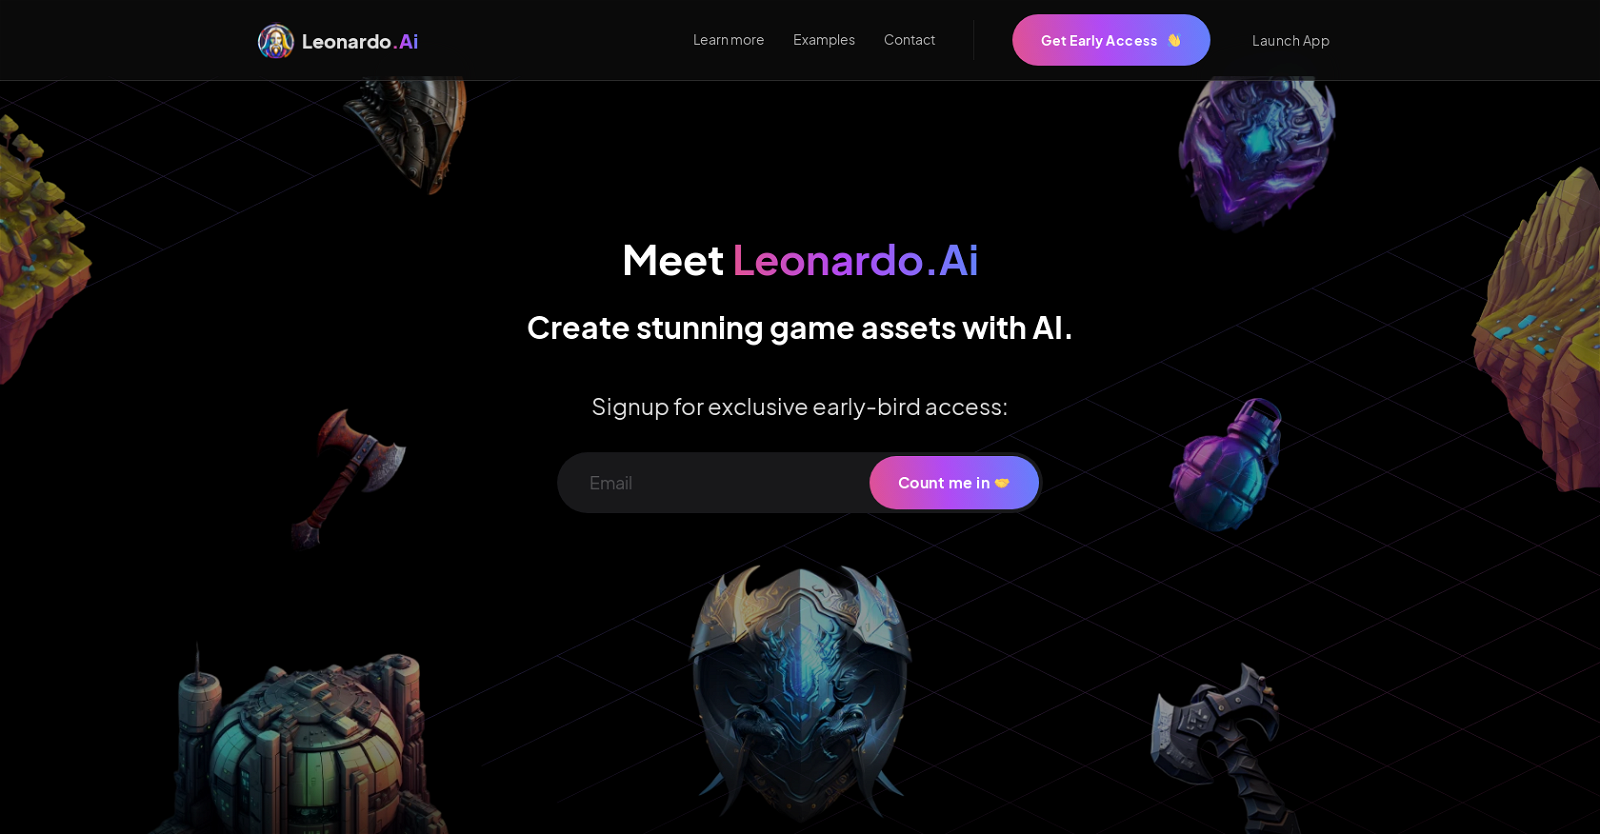 Leonardo.Ai
Learn more
Examples
Contact
Get Early Access 👋
Launch App
Meet Leonardo.Ai
Create stunning game assets with AI.
Signup for exclusive early-bird access:
Email
Count me in 🤝